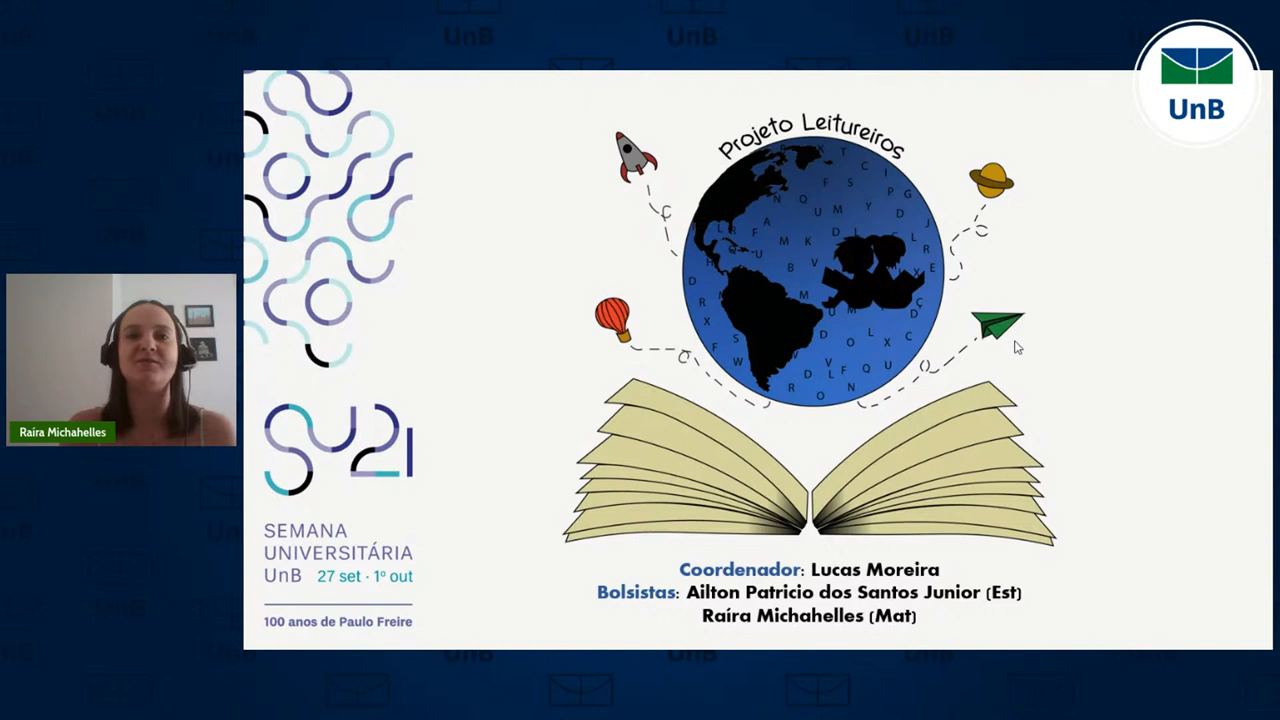 UnB
Projeto Leitureiros
Raíra Michahelles
SEMANA
UNIVERSITÁRIA
UnB 27 set · 1º out
100 anos de Paulo Freire
SU21
Coordenador: Lucas Moreira
Bolsistas: Ailton Patricio dos Santos Junior (Est)
Raíra Michahelles (Mat)